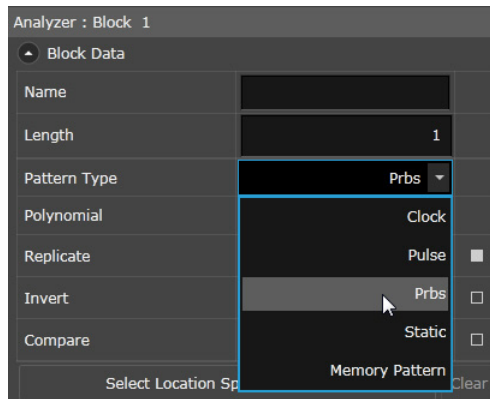 Analyzer : Block 1
Block Data
Name
Length 1
Pattern Type Prbs
Polynomial Clock
Replicate Pulse
Invert Prbs
Compare Static
Memory Pattern
Select Location Clear